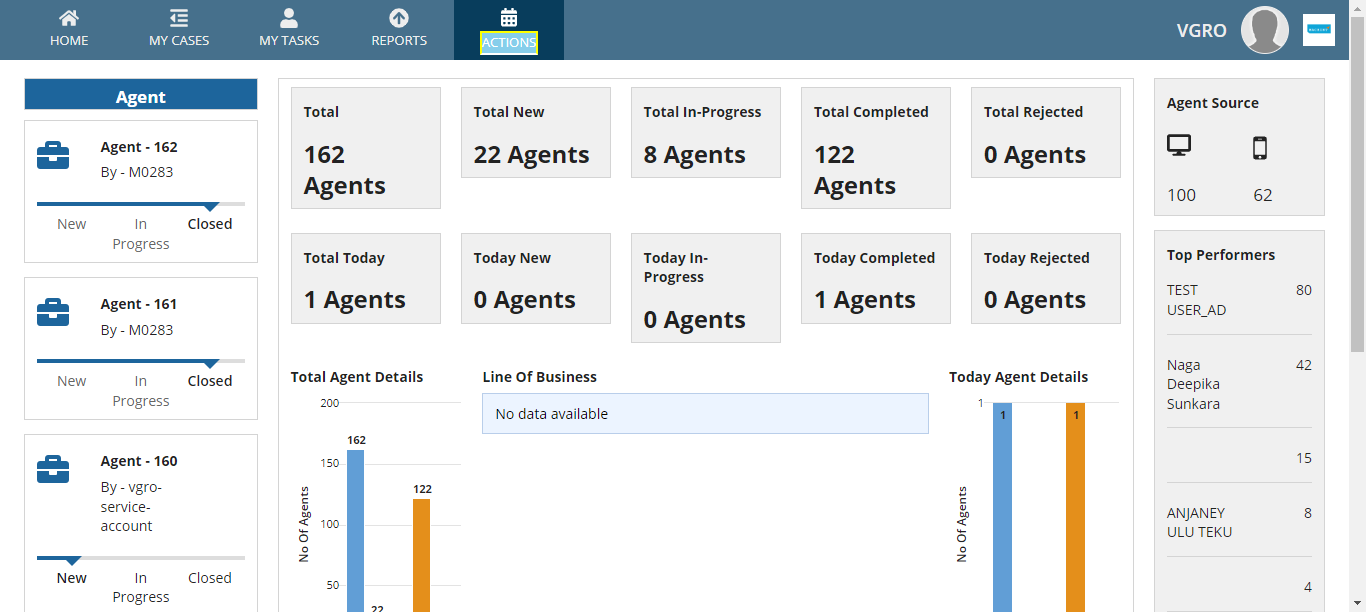 HOME
MY CASES
MY TASKS
REPORTS
ACTIONS
VGRO
Agent
Agent - 162
By - M0283
New
In
Progress
Closed
Agent - 161
By - M0283
New
In
Progress
Closed
Agent - 160
By - vgro-
service-
account
New
In
Progress
Closed
Total
162
Agents
Total New
22 Agents
Total In-Progress
8 Agents
Total Completed
122
Agents
Total Rejected
0 Agents
Total Today
1 Agents
Today New
0 Agents
Today In-
Progress
0 Agents
Today Completed
1 Agents
Today Rejected
0 Agents
Total Agent Details
200
150
100
50
No Of Agents
162
122
22
Line Of Business
No data available
Today Agent Details
1
No Of Agents
1
1
Agent Source
100
62
Top Performers
TEST
USER_AD
80
Naga
Deepika
Sunkara
42
15
ANJANEY
ULU TEKU
8
4